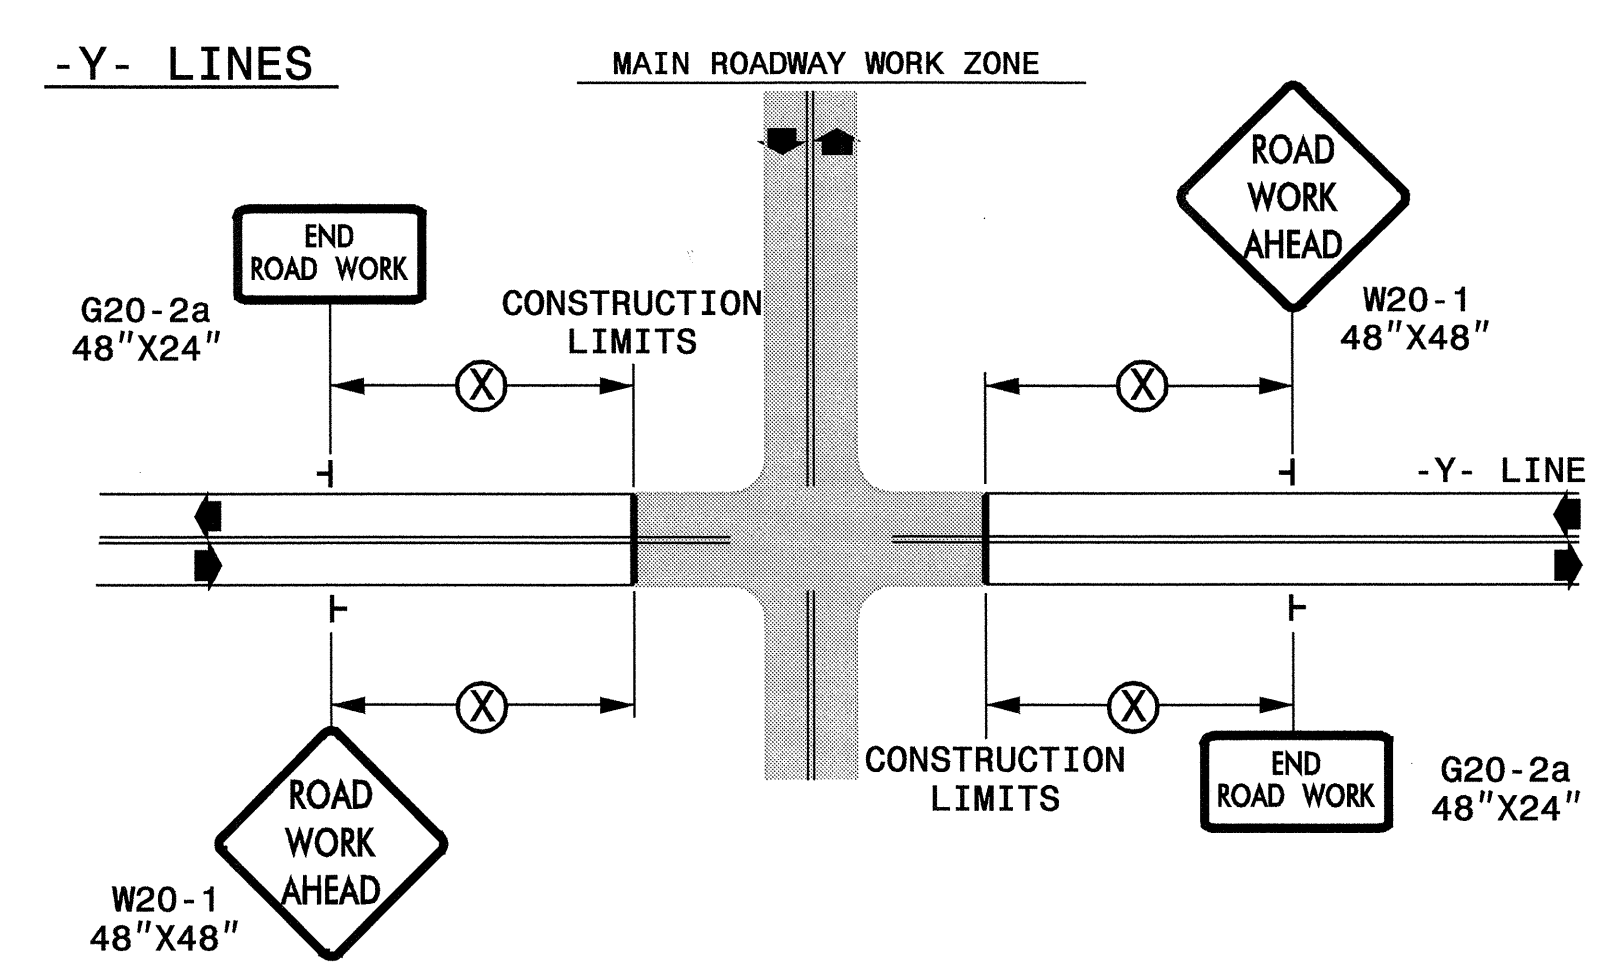 -Y- LINES
MAIN ROADWAY WORK ZONE
ROAD
WORK
AHEAD
END
ROAD WORK
G20-2a
48"X24"
CONSTRUCTION
LIMITS
W20-1
48"X48"
X
X
-Y- LINE
X
X
CONSTRUCTION
LIMITS
END
ROAD WORK
G20-2a
48"X24"
ROAD
WORK
AHEAD
W20-1
48"X48"